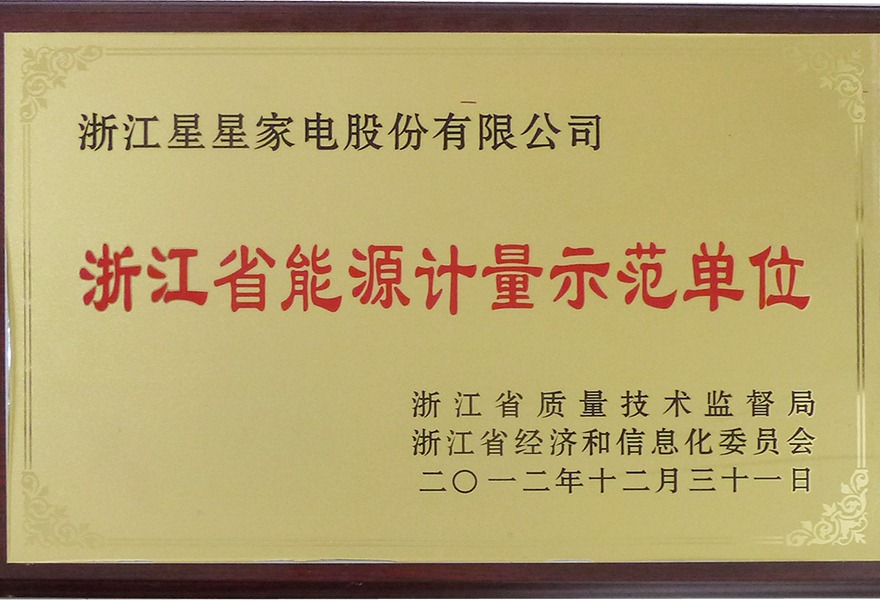 浙江星星家电股份有限公司
浙江省能源计量示范单位
浙江省质量技术监督局
浙江省经济和信息化委员会
二〇一二年十二月三十一日